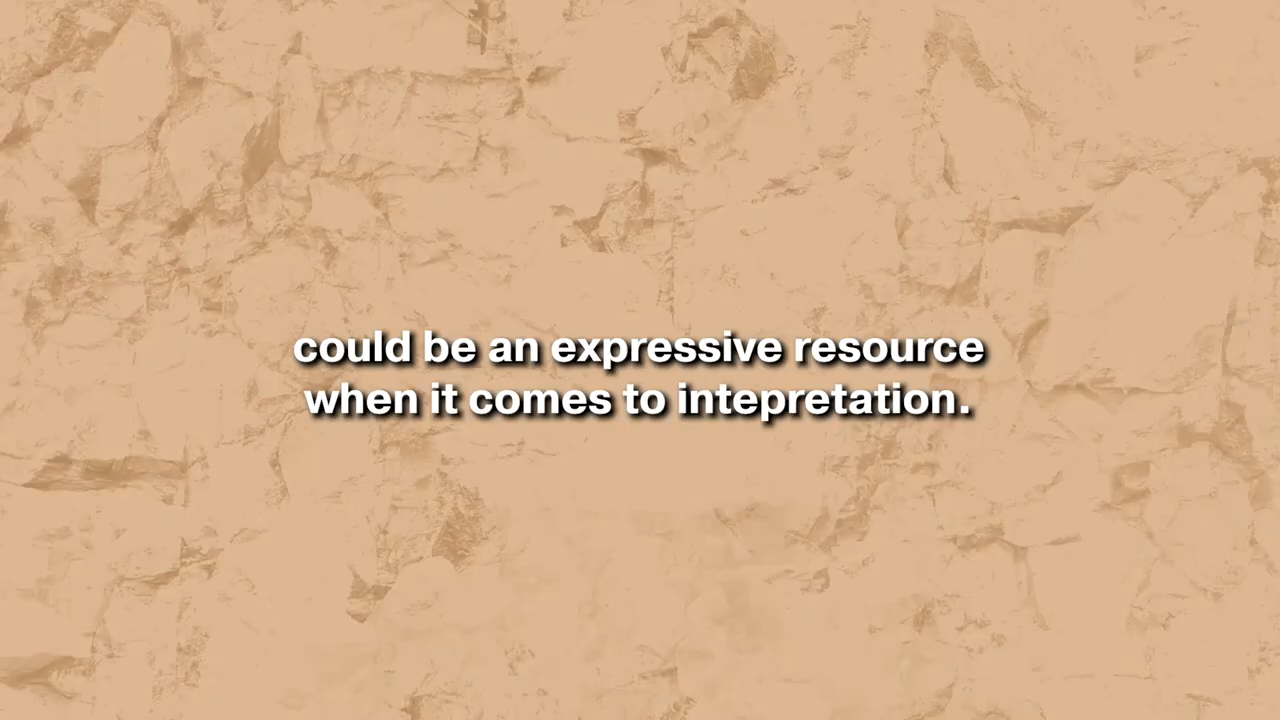 could be an expressive resource
when it comes to intepretation.